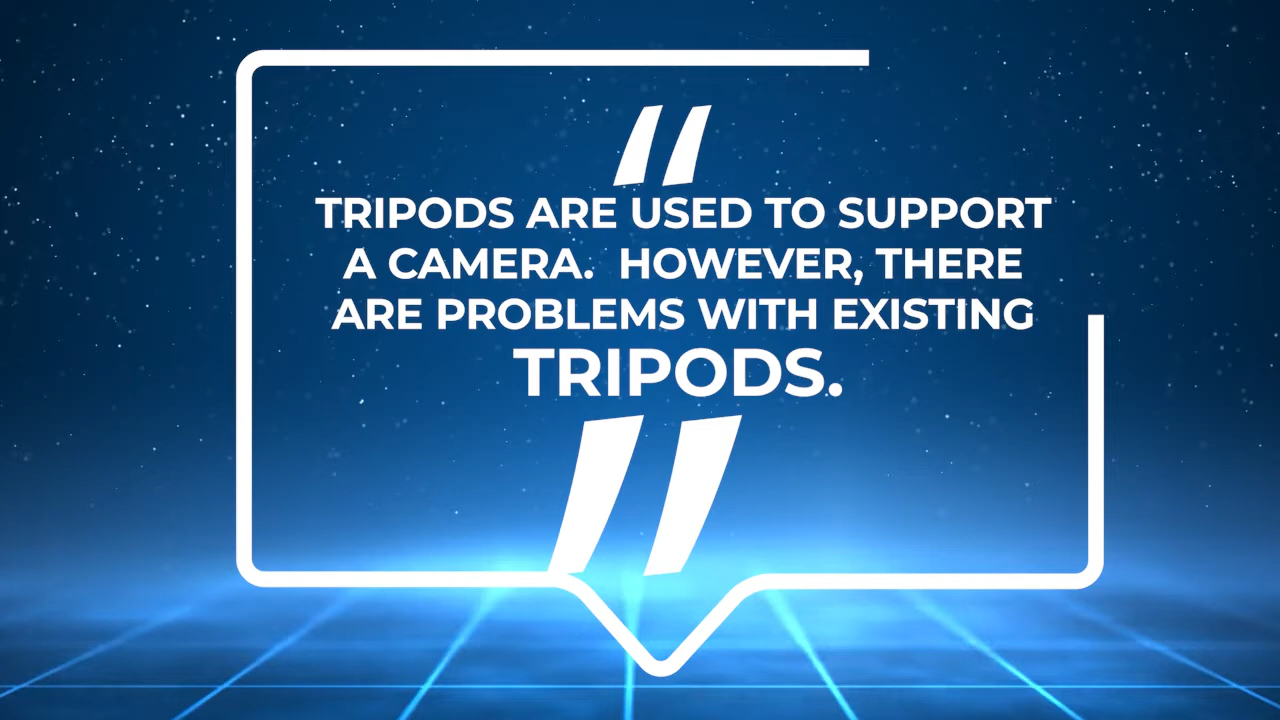 "
TRIPODS ARE USED TO SUPPORT
A CAMERA.  HOWEVER, THERE
ARE PROBLEMS WITH EXISTING
TRIPODS.
"